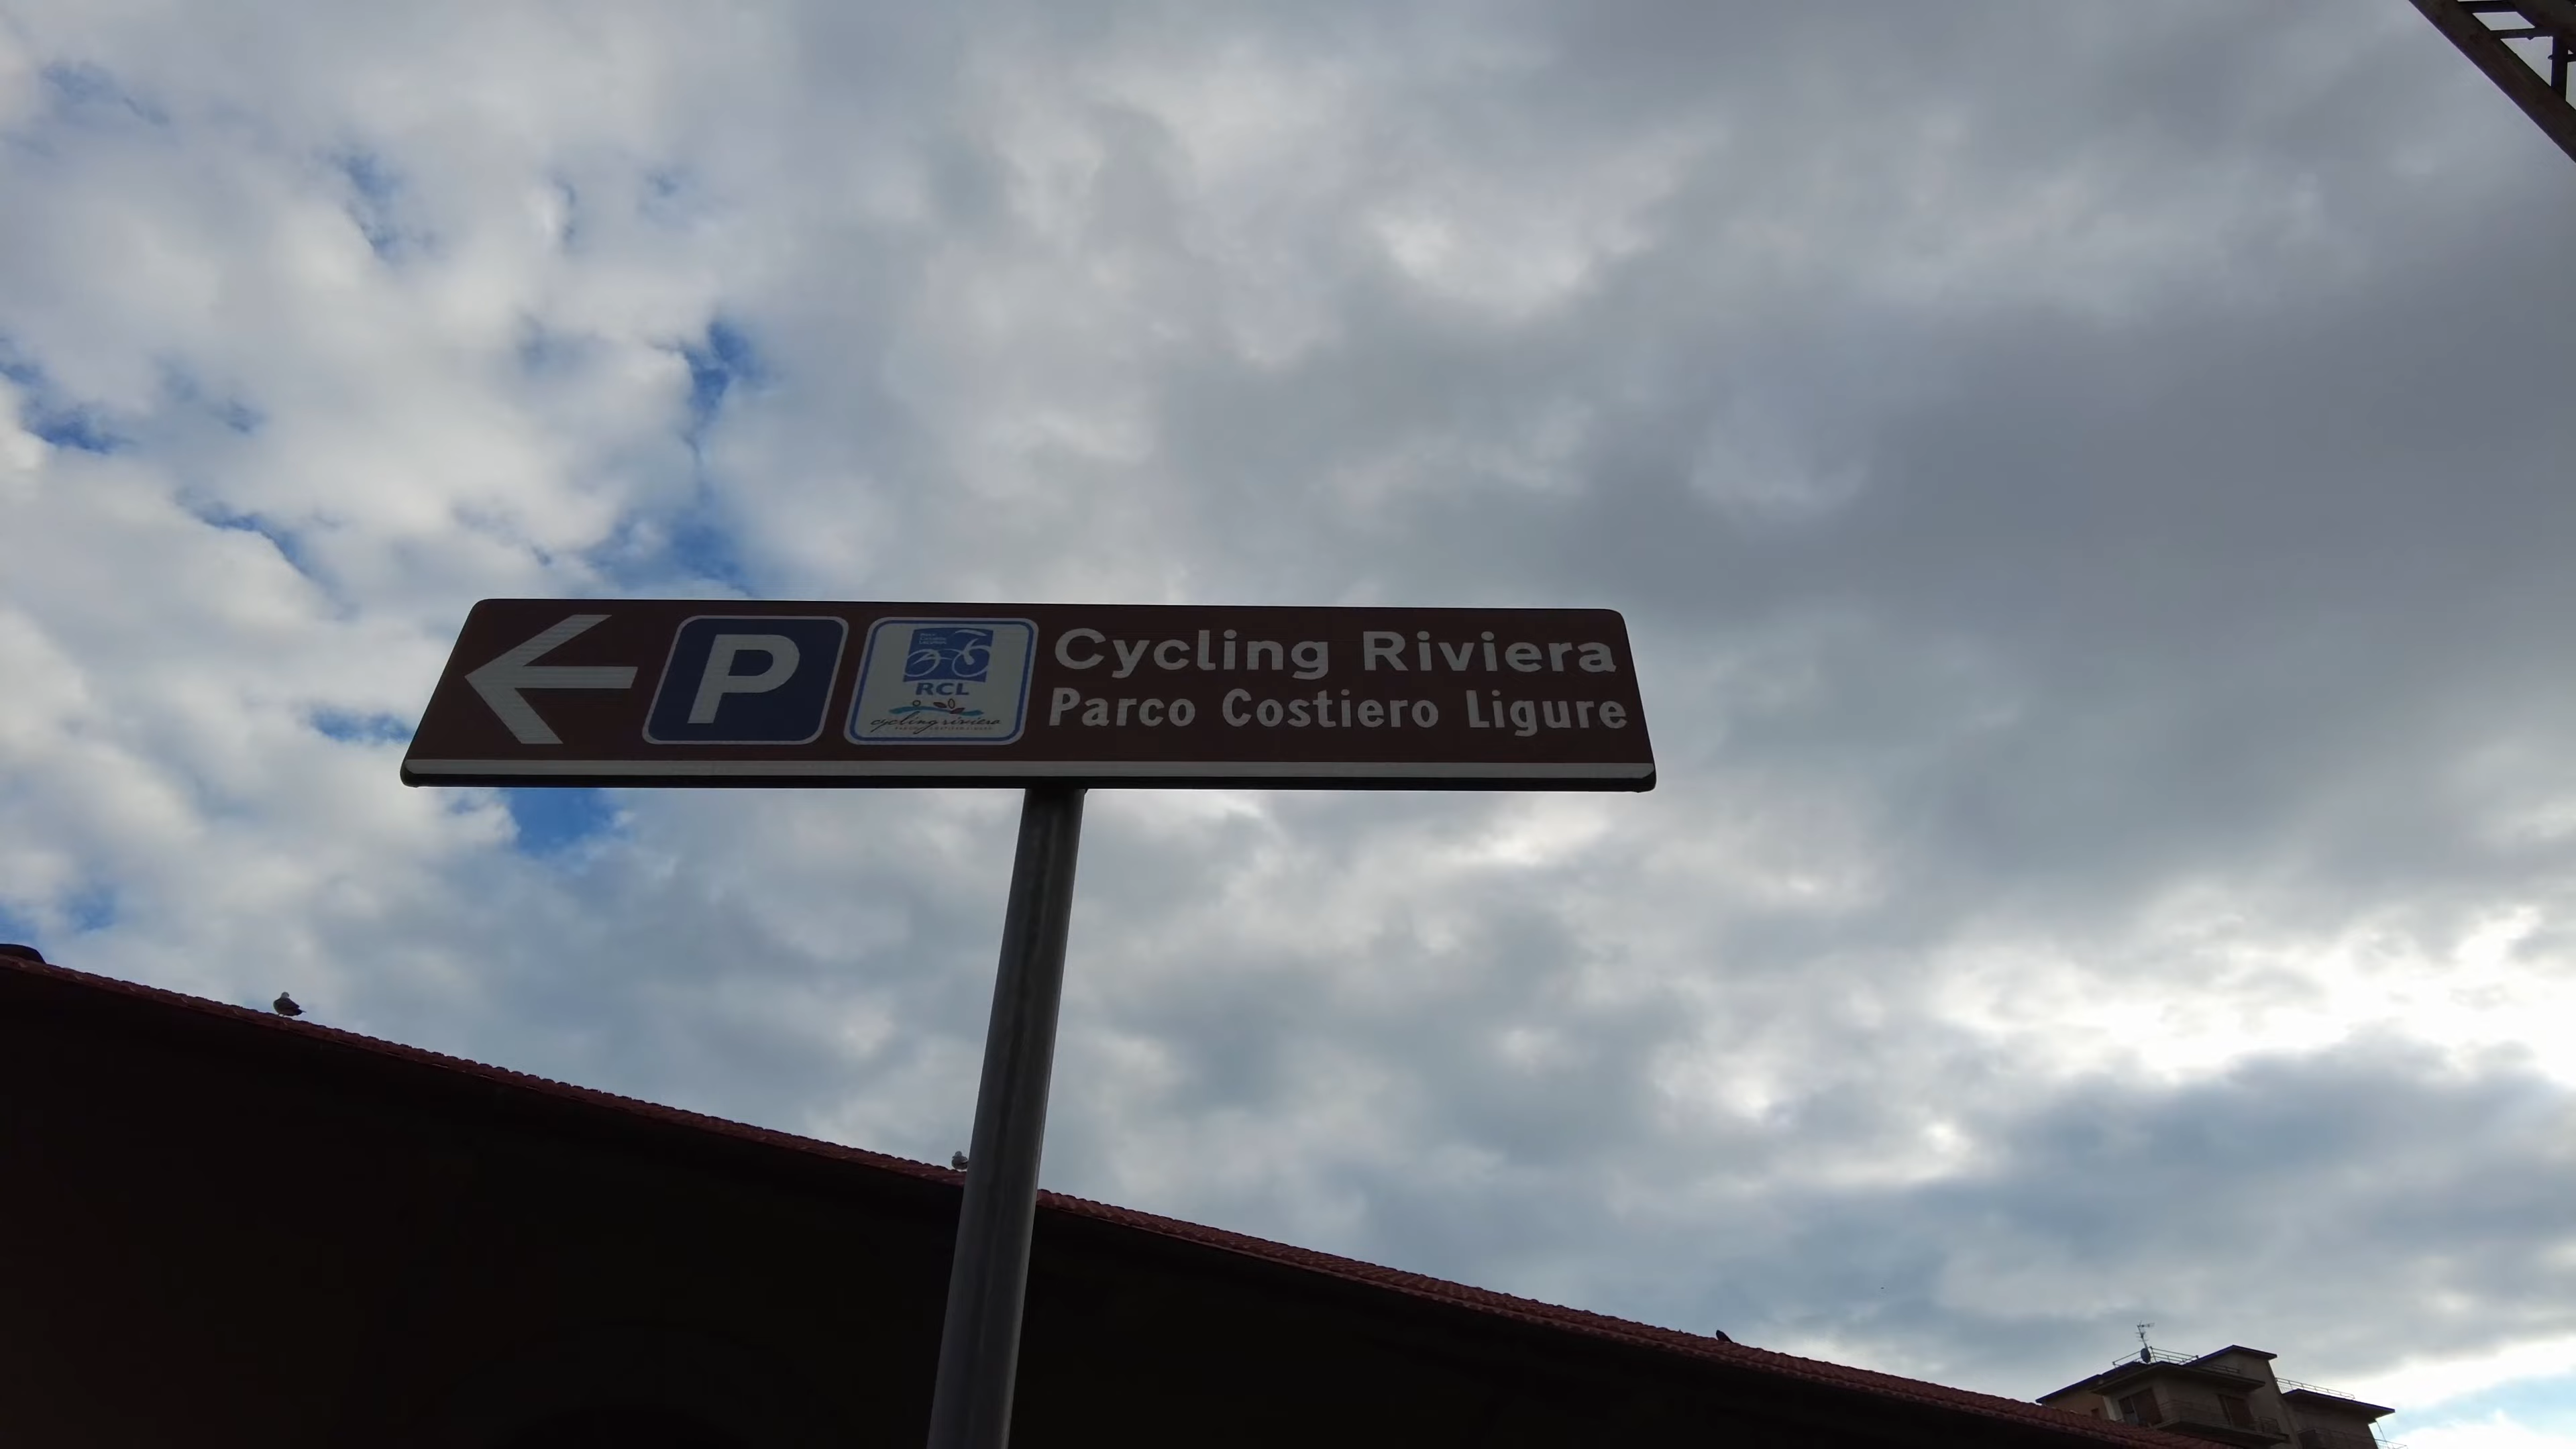 P
RCL
cycling riviera
Cycling Riviera
Parco Costiero Ligure